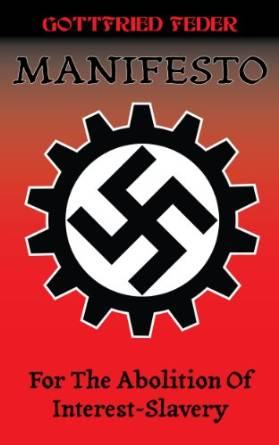 GOTTFRIED FEDER
MANIFESTO
For The Abolition Of
Interest-Slavery